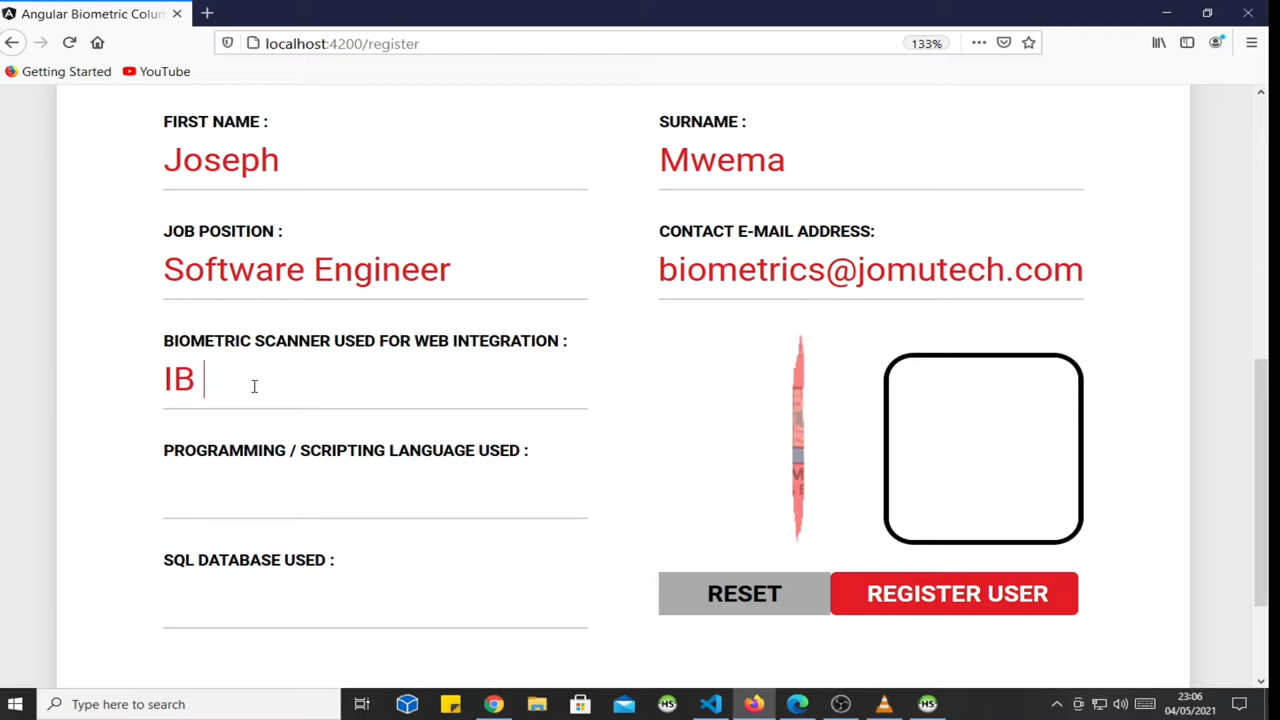 Angular Biometric Colum
localhost:4200/register
133%
Getting Started
YouTube
FIRST NAME :
SURNAME :
Joseph
Mwema
JOB POSITION :
CONTACT E-MAIL ADDRESS:
Software Engineer
biometrics@jomutech.com
BIOMETRIC SCANNER USED FOR WEB INTEGRATION :
IB
PROGRAMMING / SCRIPTING LANGUAGE USED :
SQL DATABASE USED :
RESET
REGISTER USER
Type here to search
HS
HS
23:06
04/05/2021